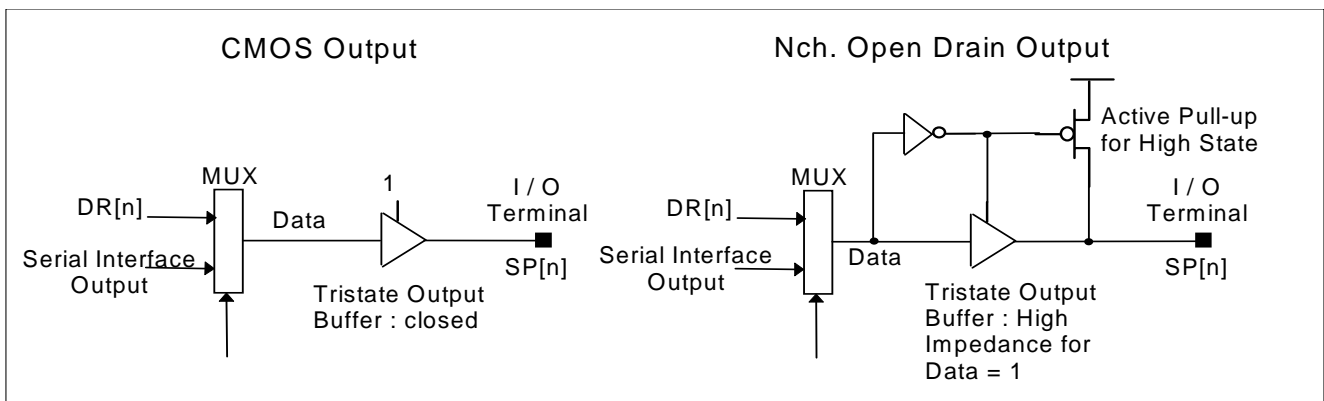 CMOS Output
MUX
DR[n]
Serial Interface
Output
Data
1
I / O
Terminal
SP[n]
Tristate Output
Buffer : closed
Nch. Open Drain Output
Active Pull-up
for High State
MUX
DR[n]
Serial Interface
Output
Data
I / O
Terminal
SP[n]
Tristate Output
Buffer : High
Impedance for
Data = 1